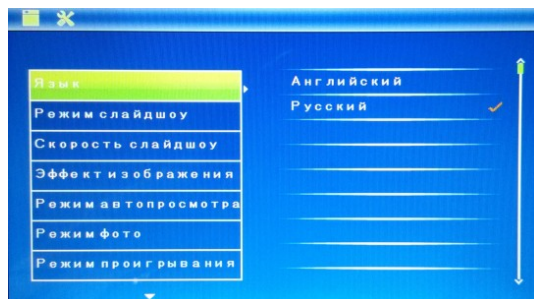 Язык
Режим слайдшоу
Скорость слайдшоу
Эффект изображения
Режим автопросмотра
Режим фото
Режим проигрывания
Английский
Русский